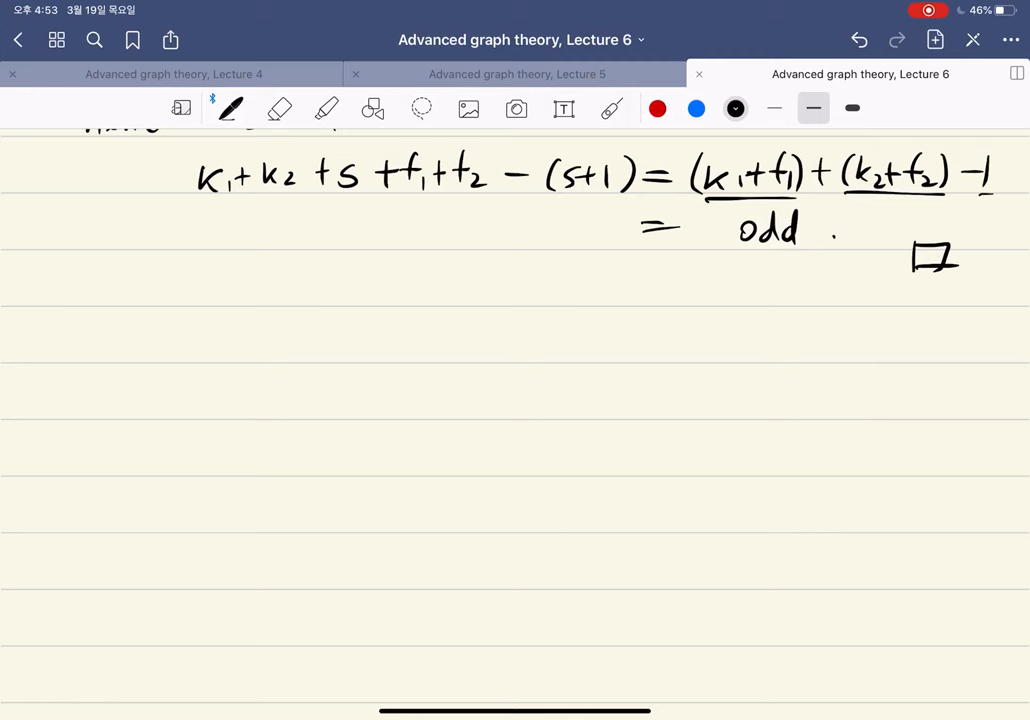 오후 4:53 3월 19일 목요일 46%
Advanced graph theory, Lecture 6
Advanced graph theory, Lecture 4
Advanced graph theory, Lecture 5
Advanced graph theory, Lecture 6
k₁+k₂+s+f₁+f₂-(s+1)=(k₁+f₁)+(k₂+f₂)-1
= odd.